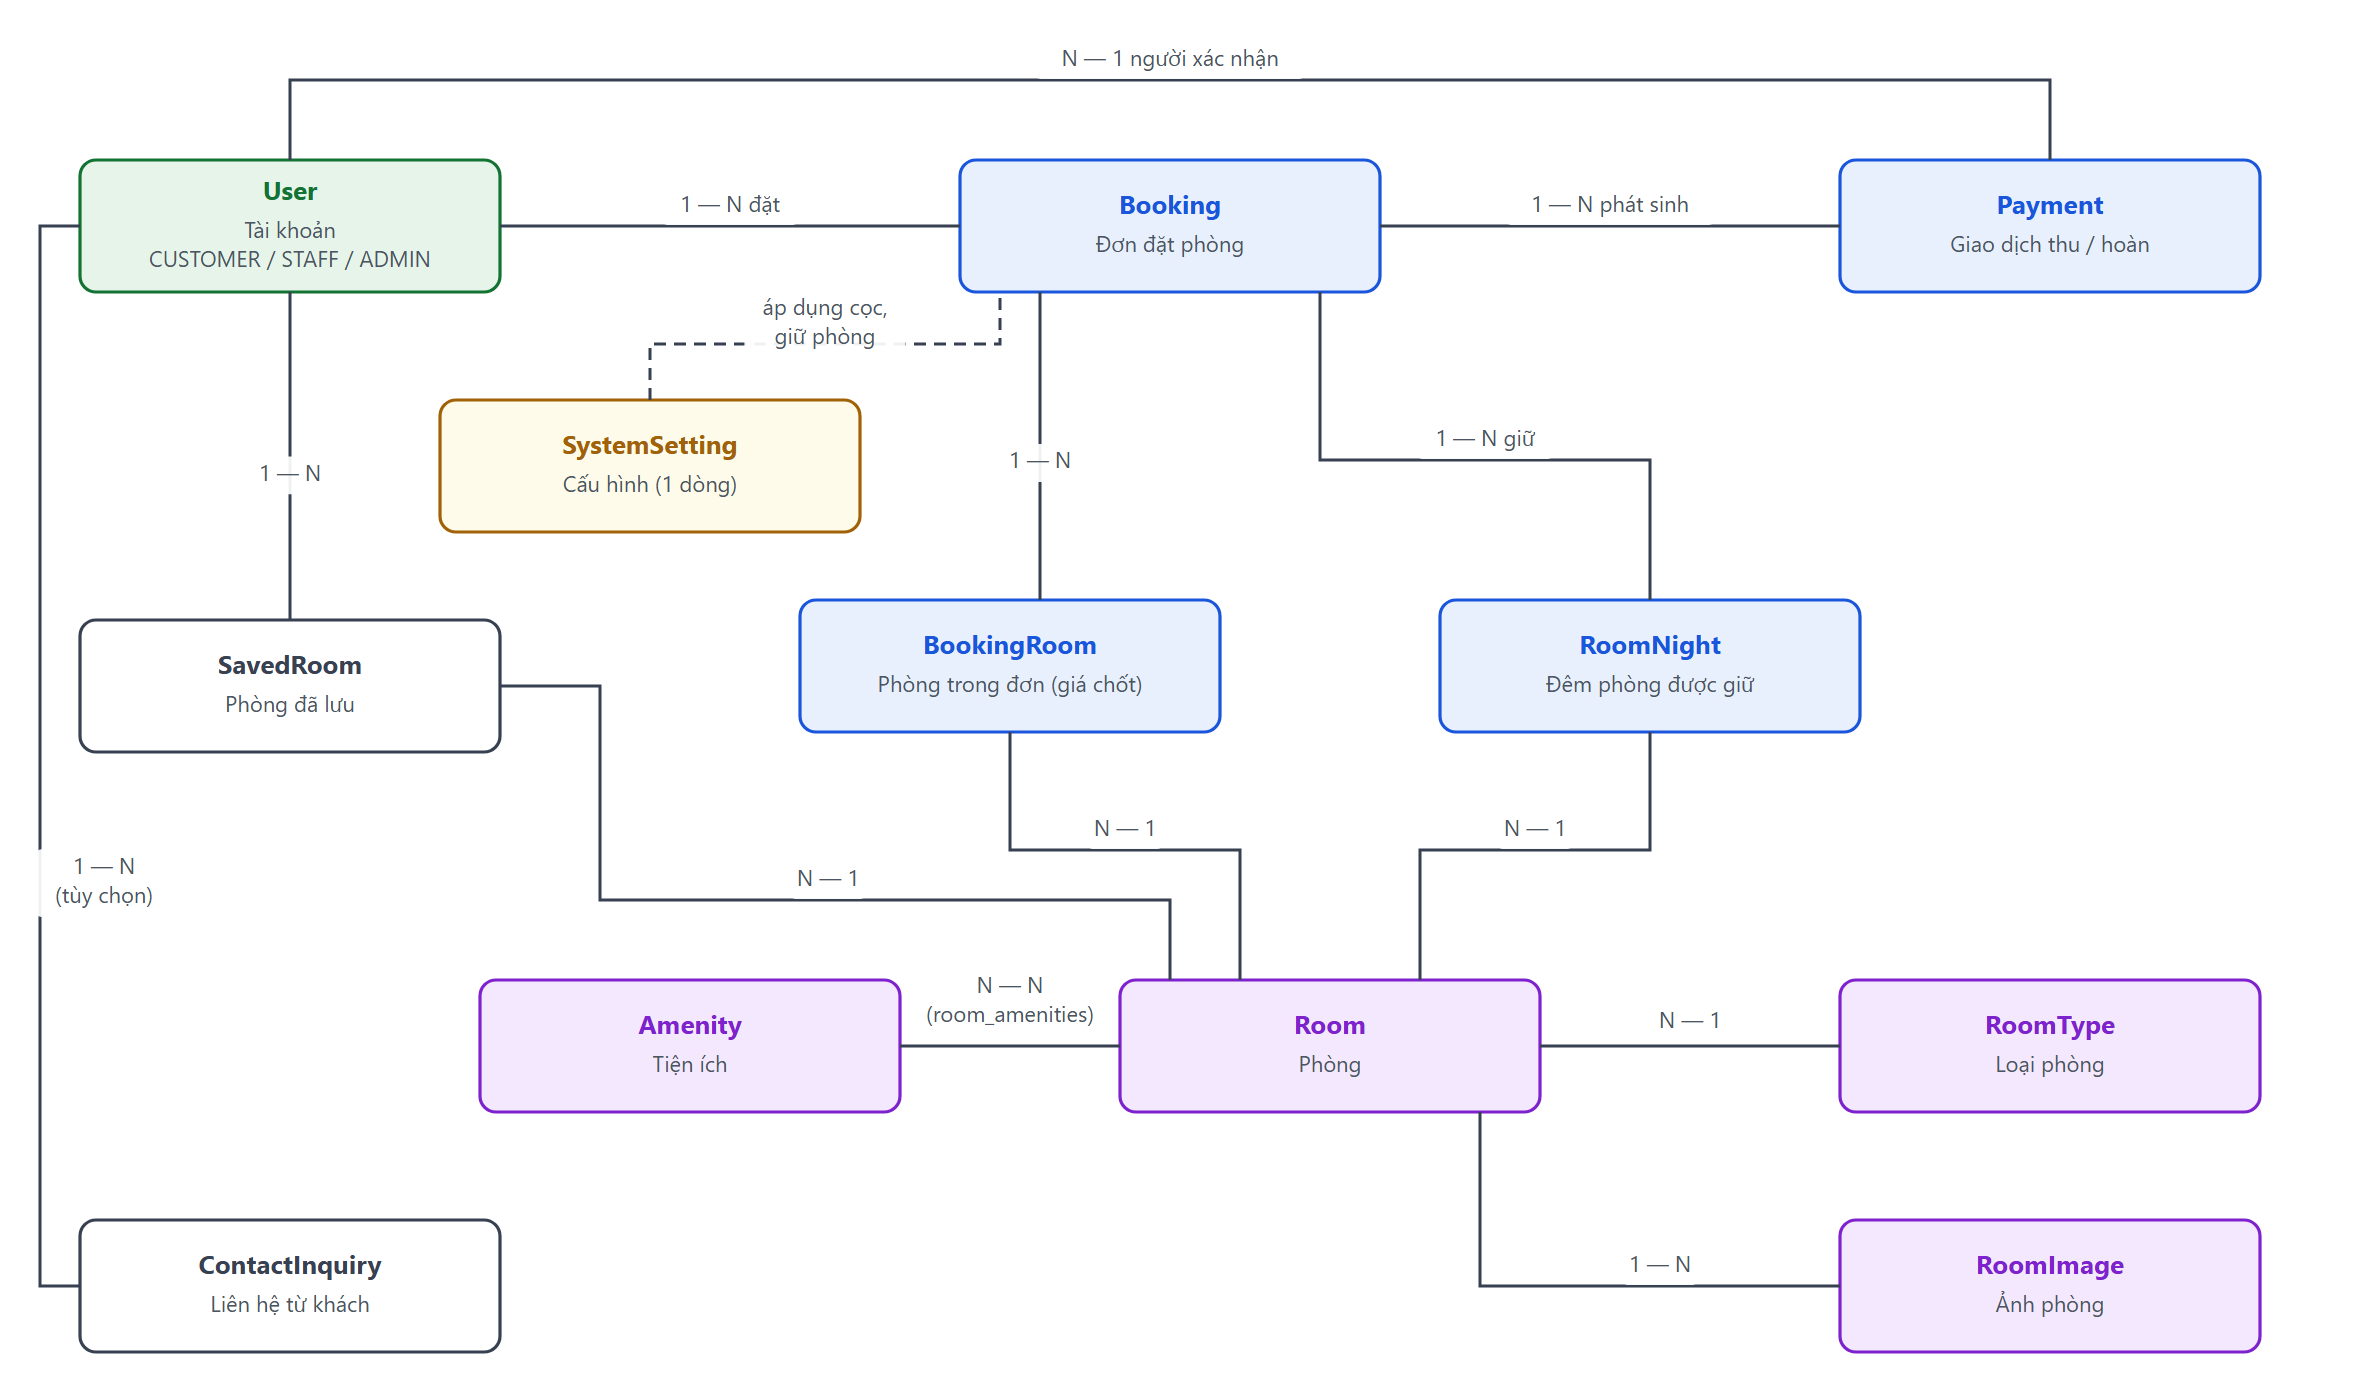 N — 1 người xác nhận
User
Tài khoản
CUSTOMER / STAFF / ADMIN
1 — N đặt
Booking
Đơn đặt phòng
1 — N phát sinh
Payment
Giao dịch thu / hoàn
áp dụng cọc,
giữ phòng
SystemSetting
Cấu hình (1 dòng)
1 — N
1 — N
1 — N giữ
SavedRoom
Phòng đã lưu
BookingRoom
Phòng trong đơn (giá chốt)
RoomNight
Đêm phòng được giữ
N — 1
N — 1
1 — N
(tùy chọn)
N — 1
Amenity
Tiện ích
N — N
(room_amenities)
Room
Phòng
N — 1
RoomType
Loại phòng
ContactInquiry
Liên hệ từ khách
1 — N
RoomImage
Ảnh phòng